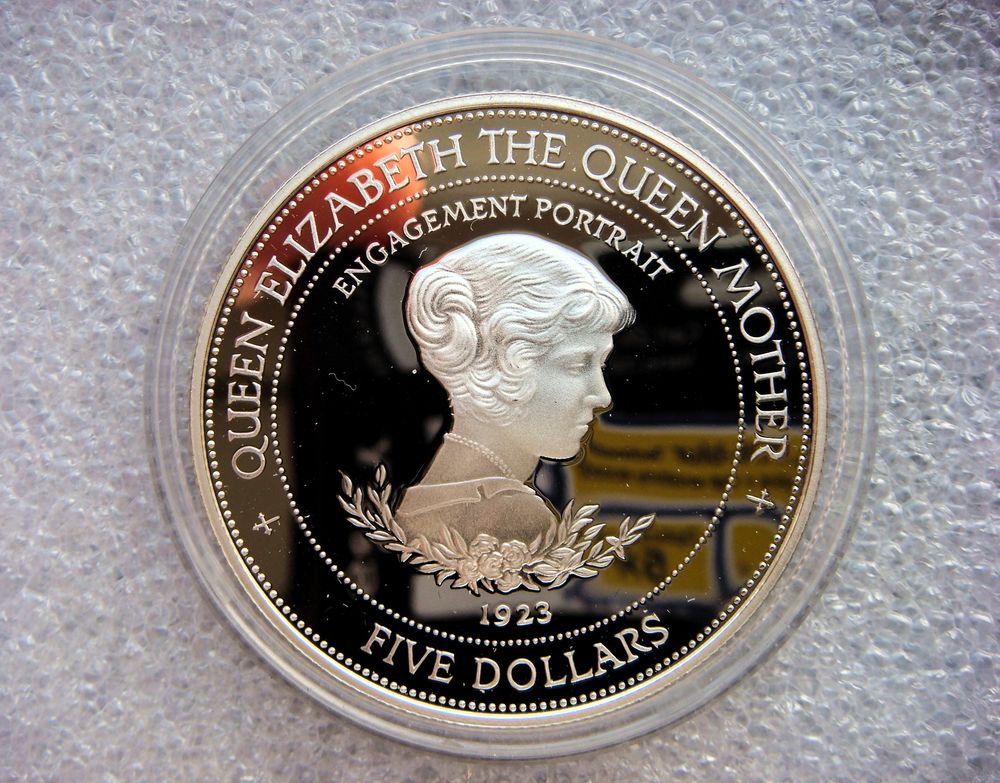 QUEEN ELIZABETH THE QUEEN MOTHER
ENGAGEMENT PORTRAIT
1923
FIVE DOLLARS